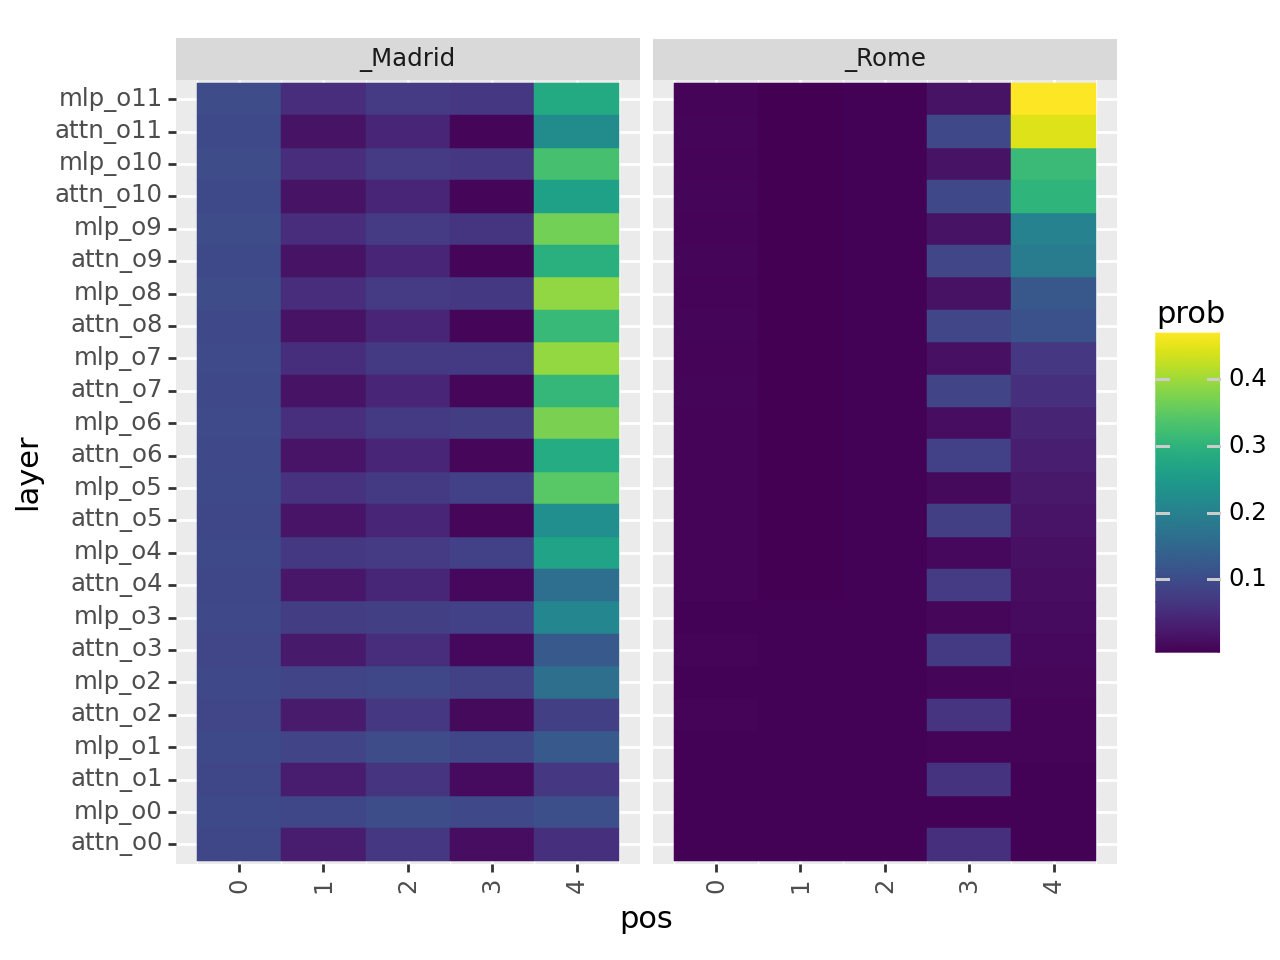 _Madrid
_Rome
mlp_o11
attn_o11
mlp_o10
attn_o10
mlp_o9
attn_o9
mlp_o8
attn_o8
mlp_o7
attn_o7
mlp_o6
attn_o6
mlp_o5
attn_o5
mlp_o4
attn_o4
mlp_o3
attn_o3
mlp_o2
attn_o2
mlp_o1
attn_o1
mlp_o0
attn_o0
layer
0 1 2 3 4
0 1 2 3 4
pos
prob
0.4
0.3
0.2
0.1